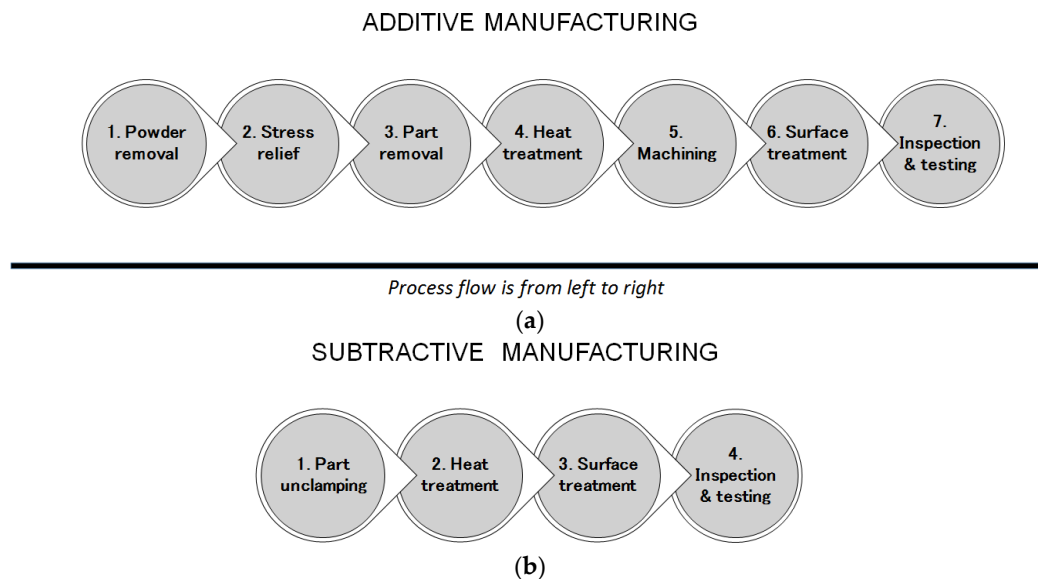 ADDITIVE MANUFACTURING
1. Powder
removal
2. Stress
relief
3. Part
removal
4. Heat
treatment
5.
Machining
6. Surface
treatment
7.
Inspection
& testing
Process flow is from left to right
(a)
SUBTRACTIVE MANUFACTURING
1. Part
unclamping
2. Heat
treatment
3. Surface
treatment
4.
Inspection
& testing
(b)